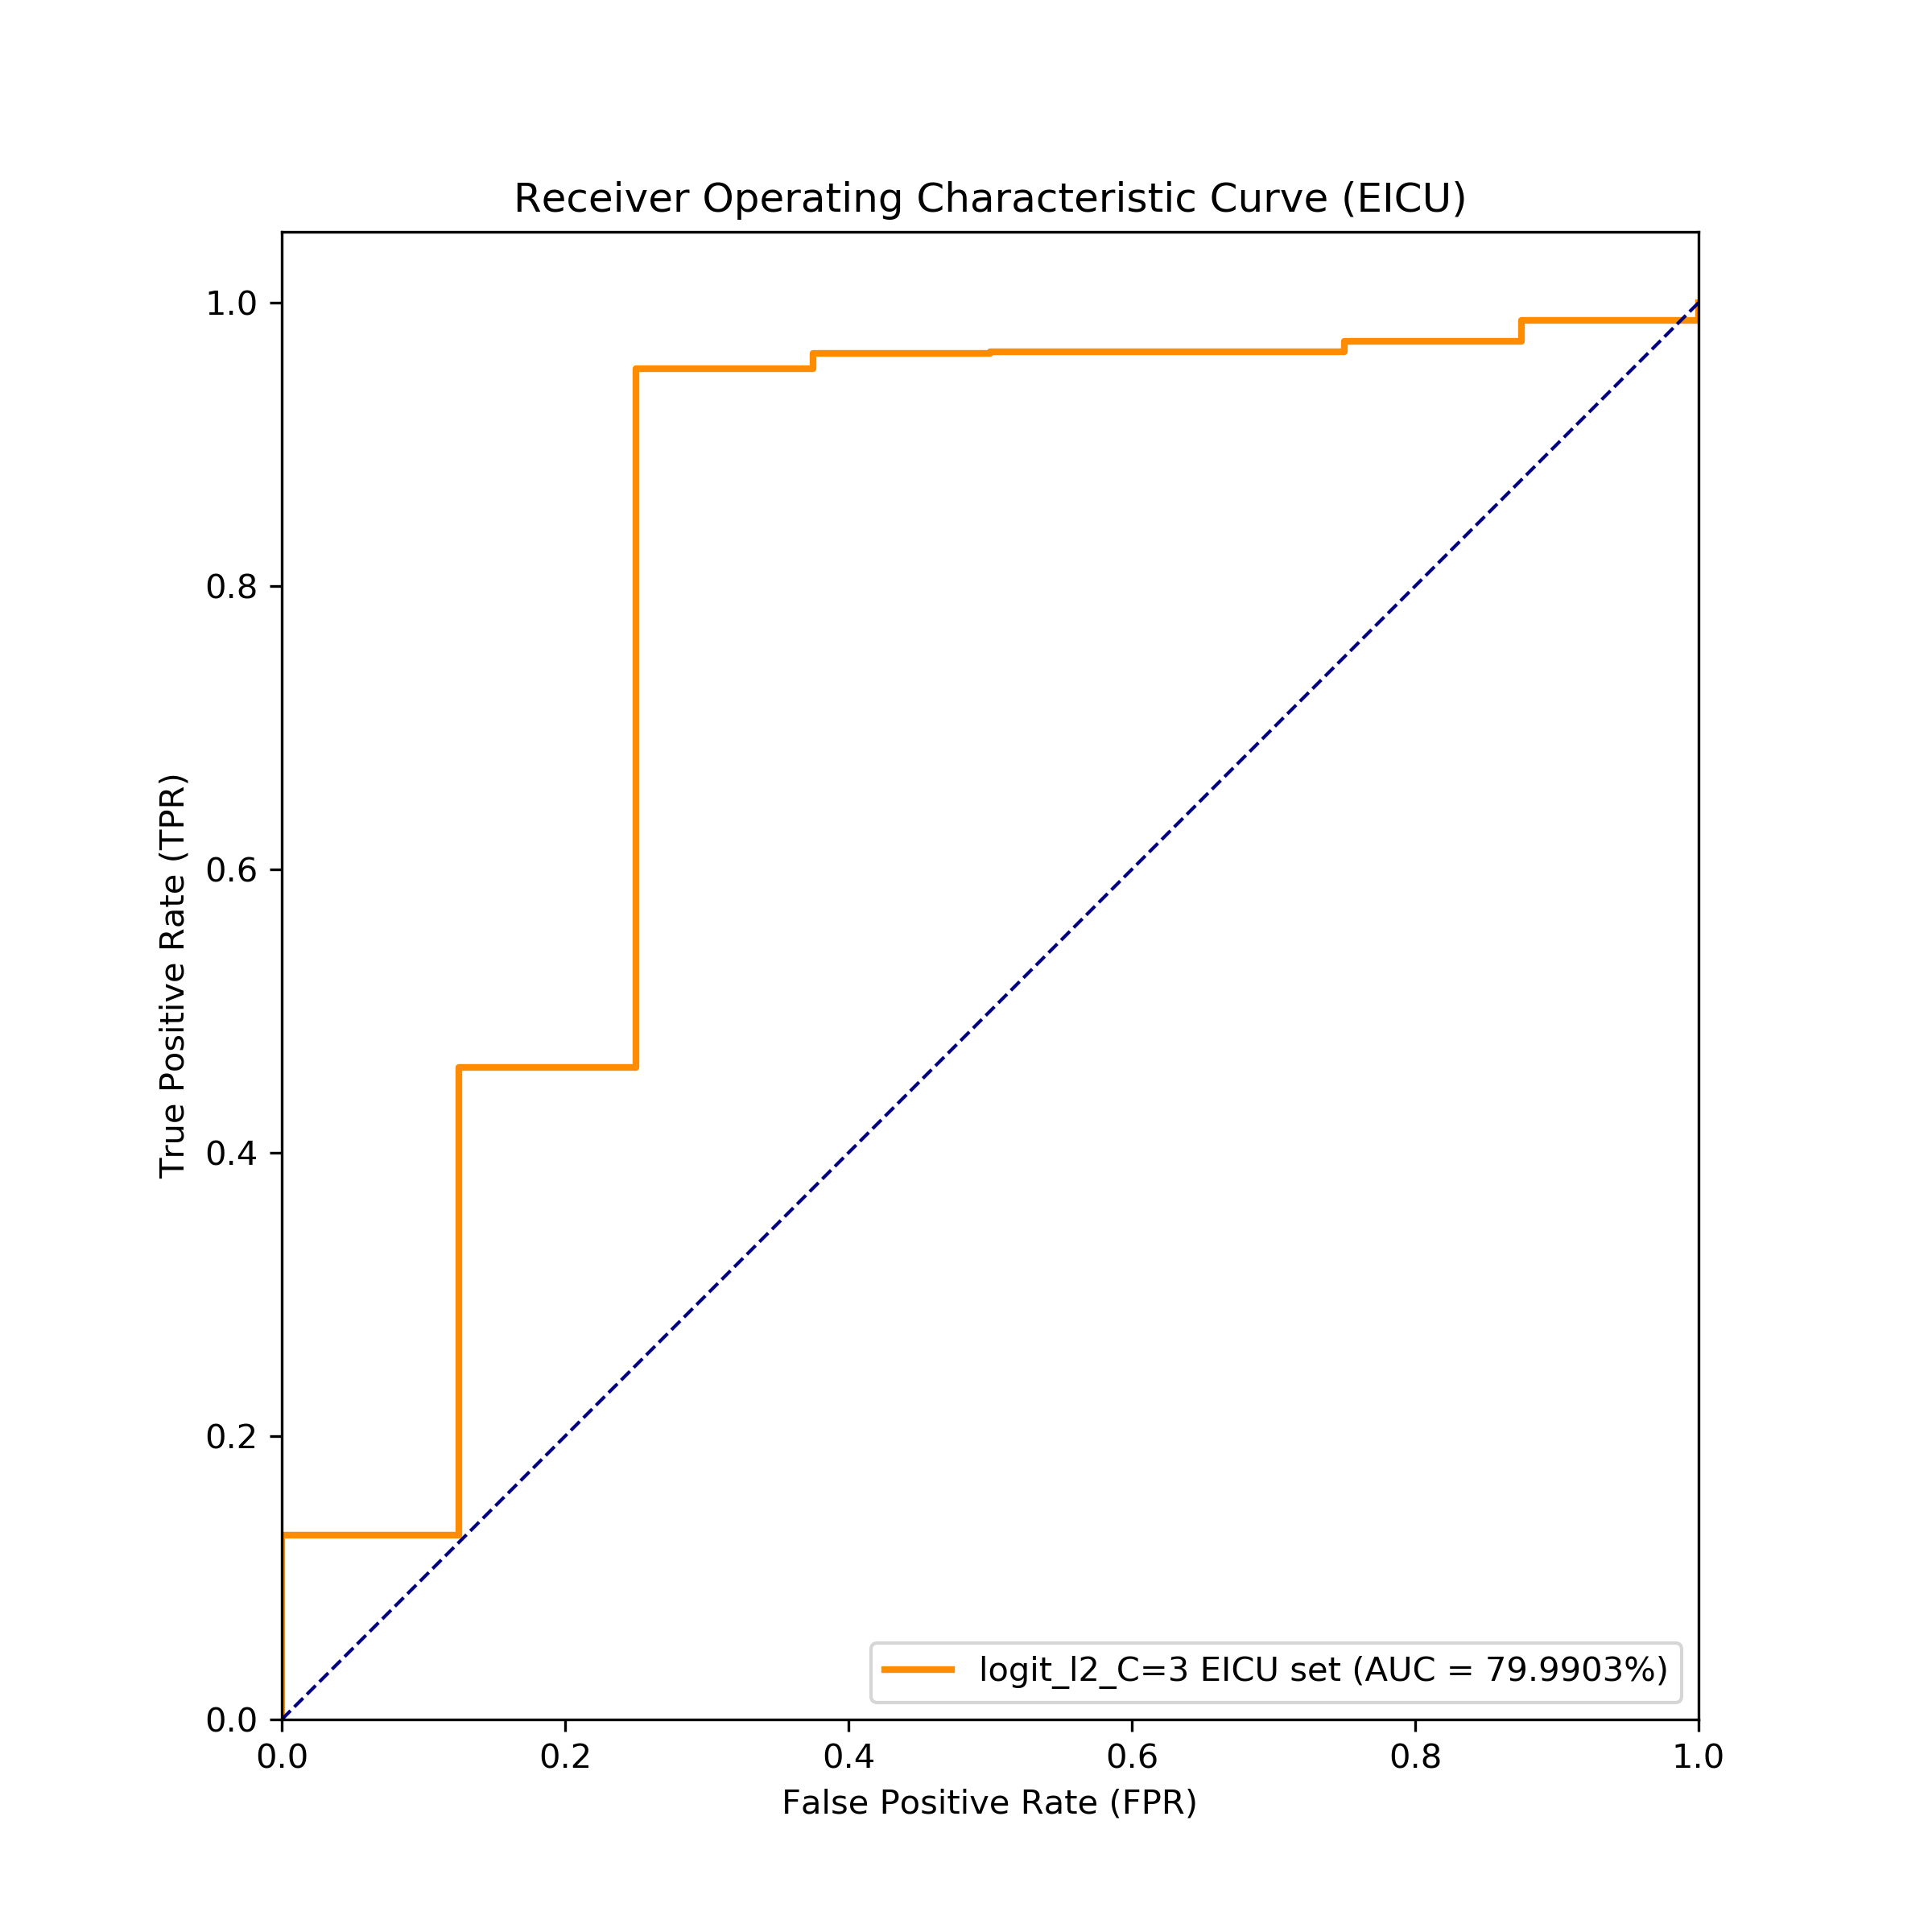 Receiver Operating Characteristic Curve (EICU)
True Positive Rate (TPR)
1.0
0.8
0.6
0.4
0.2
0.0
logit_l2_C=3 EICU set (AUC = 79.9903%)
0.0 0.2 0.4 0.6 0.8 1.0
False Positive Rate (FPR)